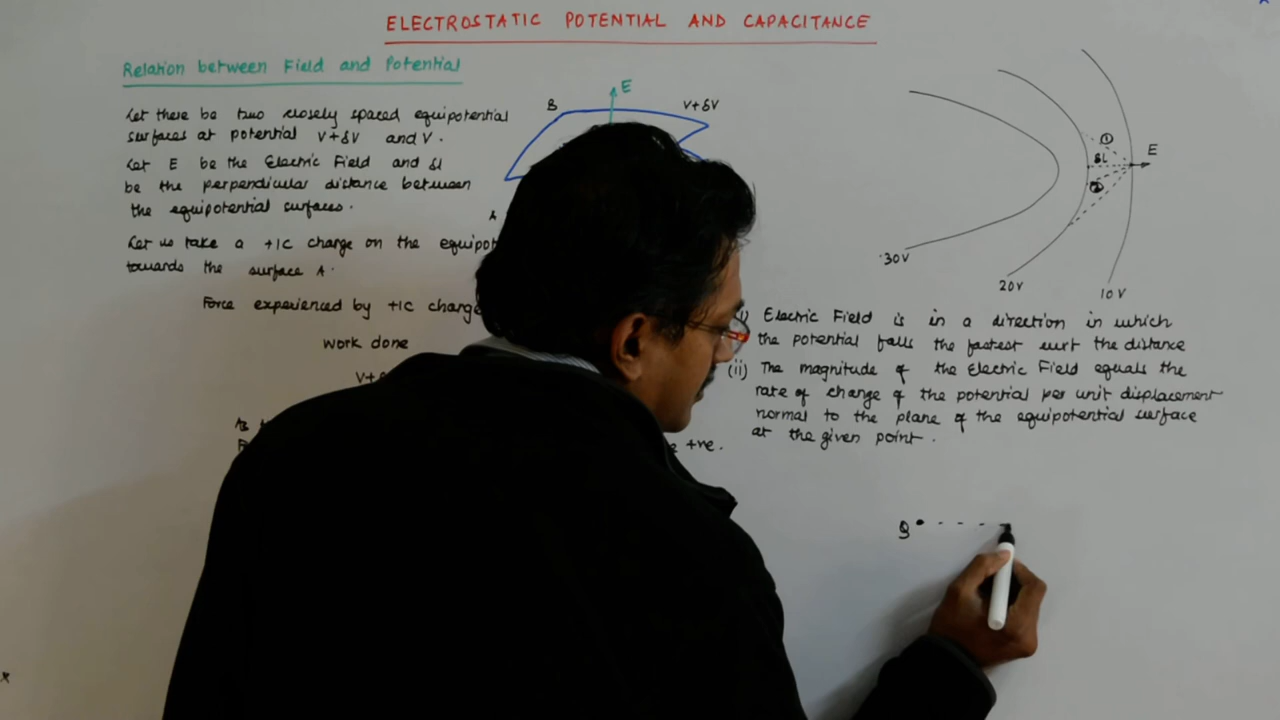 ELECTROSTATIC POTENTIAL AND CAPACITANCE
Relation between Field and Potential
Let there be two closely spaced equipotential
surfaces at potential V+δV and V.
Let E be the Electric Field and δl
be the perpendicular distance between
the equipotential surfaces.
Let us take a +1C charge on the equipot
towards the surface A.
Force experienced by +1C charge
work done
+ve.
B
E
V+δV
A
①
δL
E
②
30V
20V
10V
(i) Electric Field is in a direction in which
the potential falls the fastest wrt the distance
(ii) The magnitude of the Electric Field equals the
rate of change of the potential per unit displacement
normal to the plane of the equipotential surface
at the given point.
Q